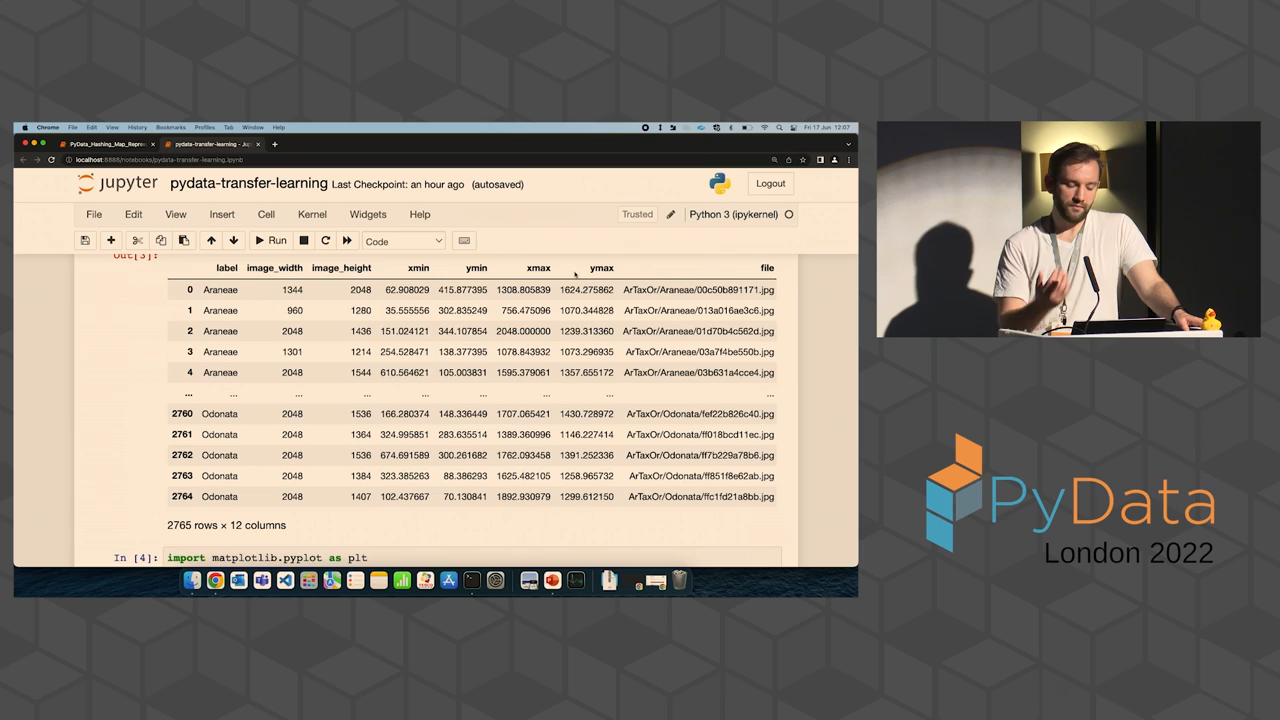 Chrome File Edit View History Bookmarks Profiles Tab Window Help Fri 17 Jun 12:07
PyData_Hashing_Map_Repre pydata-transfer-learning - Jup
localhost:8888/notebooks/pydata-transfer-learning.ipynb
jupyter pydata-transfer-learning Last Checkpoint: an hour ago (autosaved) Logout
File Edit View Insert Cell Kernel Widgets Help Trusted Python 3 (ipykernel)
Run Code
Out[3]:
label image_width image_height xmin ymin xmax ymax file
0 Araneae 1344 2048 62.908029 415.877395 1308.805839 1624.275862 ArTaxOr/Araneae/00c50b891171.jpg
1 Araneae 960 1280 35.555556 302.835249 756.475096 1070.344828 ArTaxOr/Araneae/013a016ae3c6.jpg
2 Araneae 2048 1436 151.024121 344.107854 2048.000000 1239.313360 ArTaxOr/Araneae/01d70b4c562d.jpg
3 Araneae 1301 1214 254.528471 138.377395 1078.843932 1073.296935 ArTaxOr/Araneae/03a7f4be550b.jpg
4 Araneae 2048 1544 610.564621 105.003831 1595.379061 1357.655172 ArTaxOr/Araneae/03b631a4cce4.jpg
... ... ... ... ... ... ... ... ...
2760 Odonata 2048 1536 166.280374 148.336449 1707.065421 1430.728972 ArTaxOr/Odonata/fef22b826c40.jpg
2761 Odonata 2048 1364 324.995851 283.635514 1389.360996 1146.227414 ArTaxOr/Odonata/ff018bcd11ec.jpg
2762 Odonata 2048 1536 674.691589 300.261682 1762.093458 1391.252336 ArTaxOr/Odonata/ff7b229a78b6.jpg
2763 Odonata 2048 1384 323.385263 88.386293 1625.482105 1258.965732 ArTaxOr/Odonata/ff851f8e62ab.jpg
2764 Odonata 2048 1407 102.437667 70.130841 1892.930979 1299.612150 ArTaxOr/Odonata/ffc1fd21a8bb.jpg
2765 rows × 12 columns
In [4]: import matplotlib.pyplot as plt
PyData
London 2022